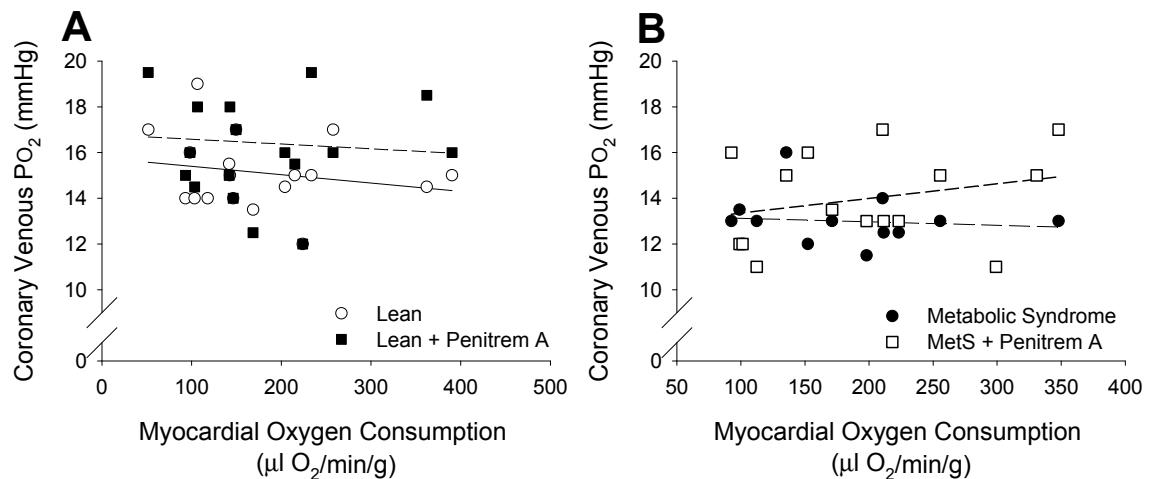 A
Coronary Venous PO2 (mmHg)
20
18
16
14
12
10
0
Lean
Lean + Penitrem A
0 100 200 300 400 500
Myocardial Oxygen Consumption
(µl O2/min/g)
B
Coronary Venous PO2 (mmHg)
20
18
16
14
12
10
0
Metabolic Syndrome
MetS + Penitrem A
50 100 150 200 250 300 350 400
Myocardial Oxygen Consumption
(µl O2/min/g)